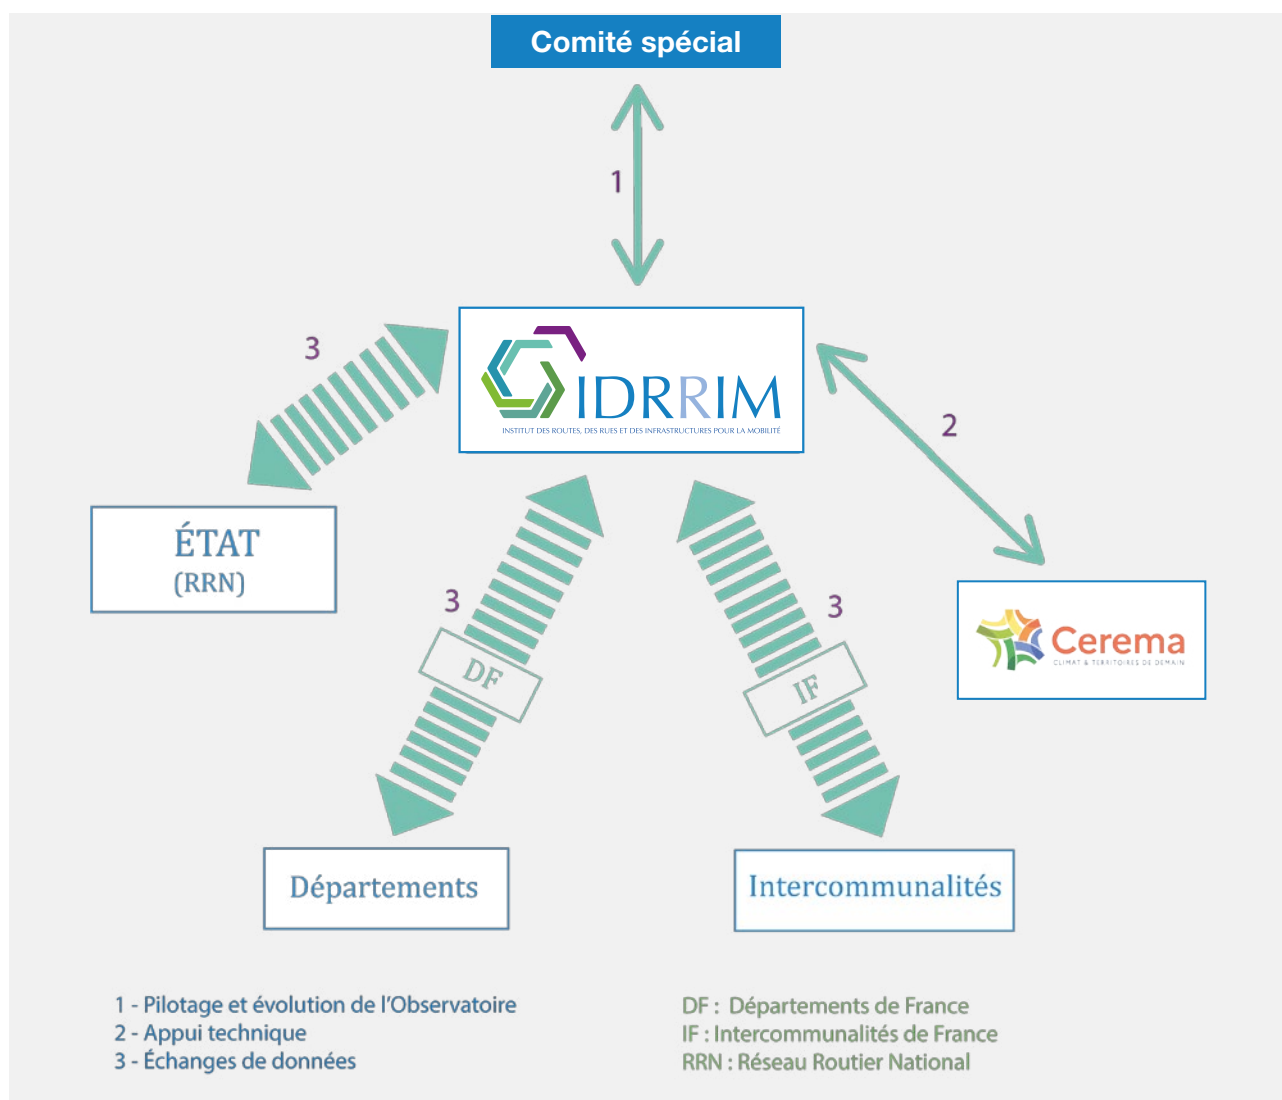 Comité spécial
1
3
IDRRIM
INSTITUT DES ROUTES, DES RUES ET DES INFRASTRUCTURES POUR LA MOBILITÉ
2
ÉTAT
(RRN)
3
3
DF
IF
Cerema
CLIMAT & TERRITOIRES DE DEMAIN
Départements
Intercommunalités
1 - Pilotage et évolution de l'Observatoire
2 - Appui technique
3 - Échanges de données
DF : Départements de France
IF : Intercommunalités de France
RRN : Réseau Routier National